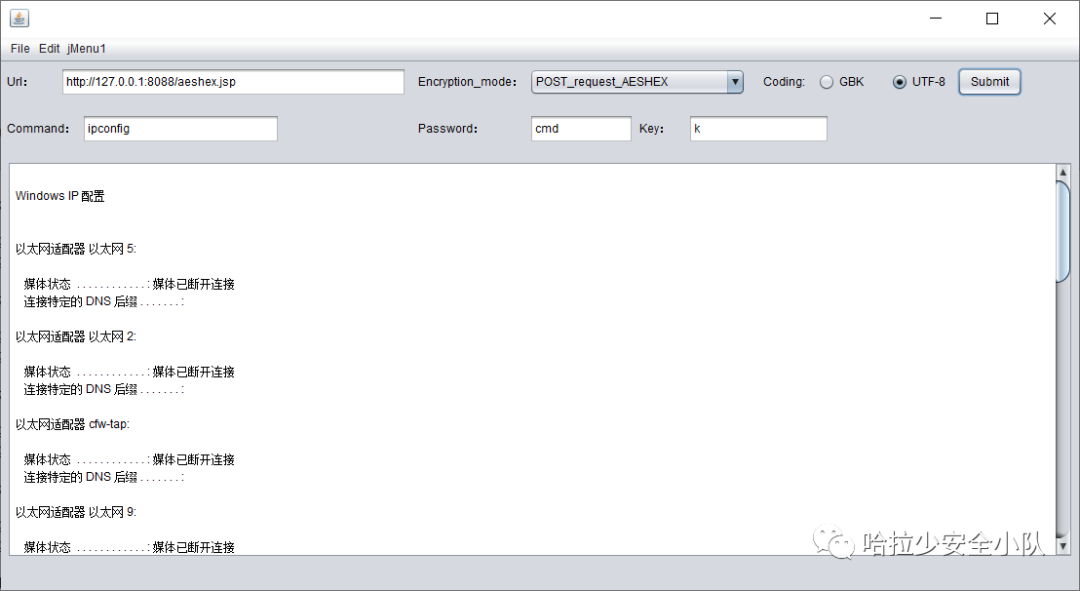 File Edit jMenu1
Url: http://127.0.0.1:8088/aeshex.jsp Encryption_mode: POST_request_AESHEX Coding: GBK UTF-8 Submit
Command: ipconfig Password: cmd Key: k
Windows IP 配置
以太网适配器 以太网 5:
媒体状态 . . . . . . . . . . . . : 媒体已断开连接
连接特定的 DNS 后缀 . . . . . . . :
以太网适配器 以太网 2:
媒体状态 . . . . . . . . . . . . : 媒体已断开连接
连接特定的 DNS 后缀 . . . . . . . :
以太网适配器 cfw-tap:
媒体状态 . . . . . . . . . . . . : 媒体已断开连接
连接特定的 DNS 后缀 . . . . . . . :
以太网适配器 以太网 9:
媒体状态 . . . . . . . . . . . . : 媒体已断开连接
哈拉少安全小队